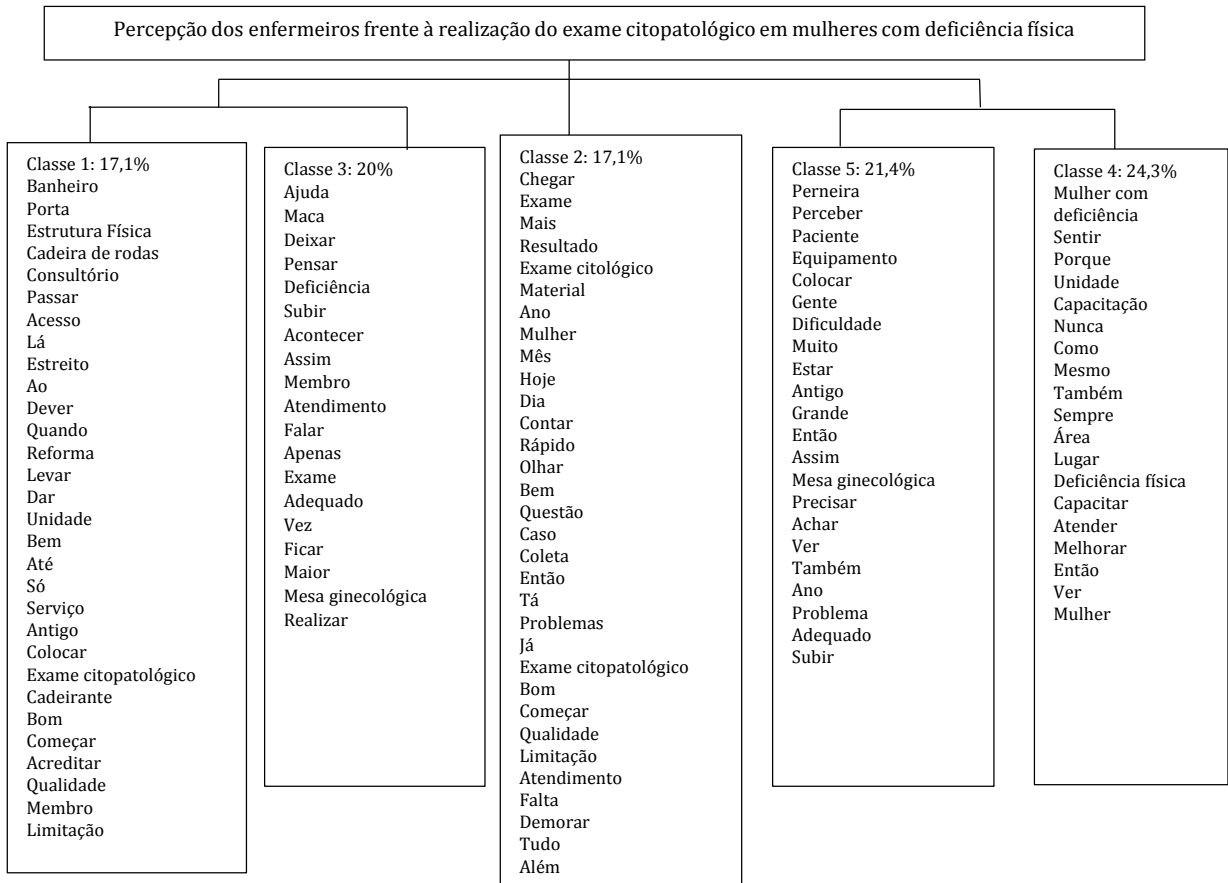 Percepção dos enfermeiros frente à realização do exame citopatológico em mulheres com deficiência física
Classe 1: 17,1%
Banheiro
Porta
Estrutura Física
Cadeira de rodas
Consultório
Passar
Acesso
Lá
Estreito
Ao
Dever
Quando
Reforma
Levar
Dar
Unidade
Bem
Até
Só
Serviço
Antigo
Colocar
Exame citopatológico
Cadeirante
Bom
Começar
Acreditar
Qualidade
Membro
Limitação
Classe 3: 20%
Ajuda
Maca
Deixar
Pensar
Deficiência
Subir
Acontecer
Assim
Membro
Atendimento
Falar
Apenas
Exame
Adequado
Vez
Ficar
Maior
Mesa ginecológica
Realizar
Classe 2: 17,1%
Chegar
Exame
Mais
Resultado
Exame citológico
Material
Ano
Mulher
Mês
Hoje
Dia
Contar
Rápido
Olhar
Bem
Questão
Caso
Coleta
Então
Tá
Problemas
Já
Exame citopatológico
Bom
Começar
Qualidade
Limitação
Atendimento
Falta
Demorar
Tudo
Além
Classe 5: 21,4%
Perneira
Perceber
Paciente
Equipamento
Colocar
Gente
Dificuldade
Muito
Estar
Antigo
Grande
Então
Assim
Mesa ginecológica
Precisar
Achar
Ver
Também
Ano
Problema
Adequado
Subir
Classe 4: 24,3%
Mulher com
deficiência
Sentir
Porque
Unidade
Capacitação
Nunca
Como
Mesmo
Também
Sempre
Área
Lugar
Deficiência física
Capacitar
Atender
Melhorar
Então
Ver
Mulher